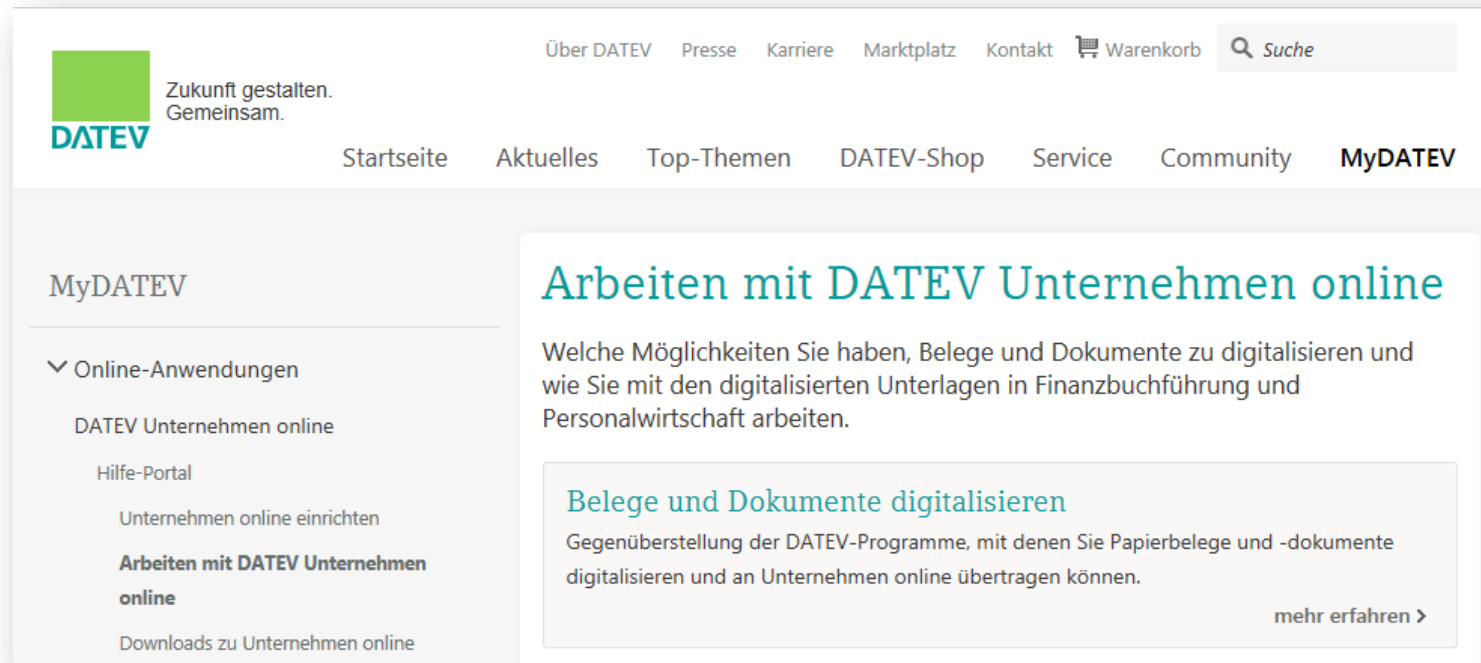 Über DATEV Presse Karriere Marktplatz Kontakt Warenkorb Suche
Zukunft gestalten.
Gemeinsam.
DATEV
Startseite Aktuelles Top-Themen DATEV-Shop Service Community MyDATEV
MyDATEV
Online-Anwendungen
DATEV Unternehmen online
Hilfe-Portal
Unternehmen online einrichten
Arbeiten mit DATEV Unternehmen
online
Downloads zu Unternehmen online
Arbeiten mit DATEV Unternehmen online
Welche Möglichkeiten Sie haben, Belege und Dokumente zu digitalisieren und
wie Sie mit den digitalisierten Unterlagen in Finanzbuchführung und
Personalwirtschaft arbeiten.
Belege und Dokumente digitalisieren
Gegenüberstellung der DATEV-Programme, mit denen Sie Papierbelege und -dokumente
digitalisieren und an Unternehmen online übertragen können.
mehr erfahren >